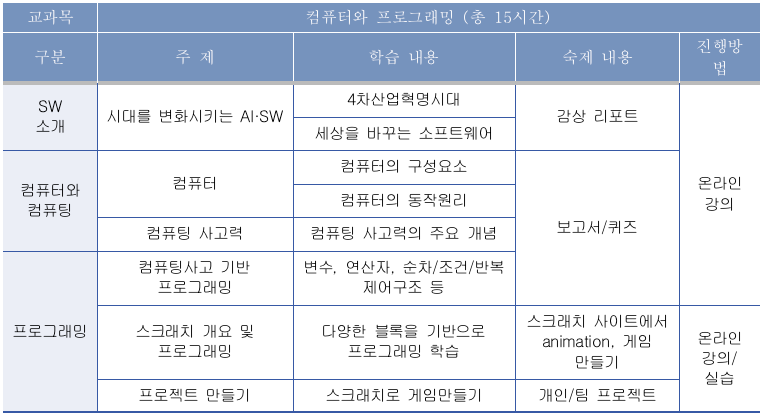 교과목
컴퓨터와 프로그래밍 (총 15시간)
구분
주 제
학습 내용
숙제 내용
진행방
법
SW
소개
시대를 변화시키는 AI·SW
4차산업혁명시대
세상을 바꾸는 소프트웨어
감상 리포트
온라인
강의
컴퓨터와
컴퓨팅
컴퓨터
컴퓨터의 구성요소
컴퓨터의 동작원리
보고서/퀴즈
컴퓨팅 사고력
컴퓨팅 사고력의 주요 개념
프로그래밍
컴퓨팅사고 기반
프로그래밍
변수, 연산자, 순차/조건/반복
제어구조 등
스크래치 개요 및
프로그래밍
다양한 블록을 기반으로
프로그래밍 학습
스크래치 사이트에서
animation, 게임
만들기
온라인
강의/
실습
프로젝트 만들기
스크래치로 게임만들기
개인/팀 프로젝트